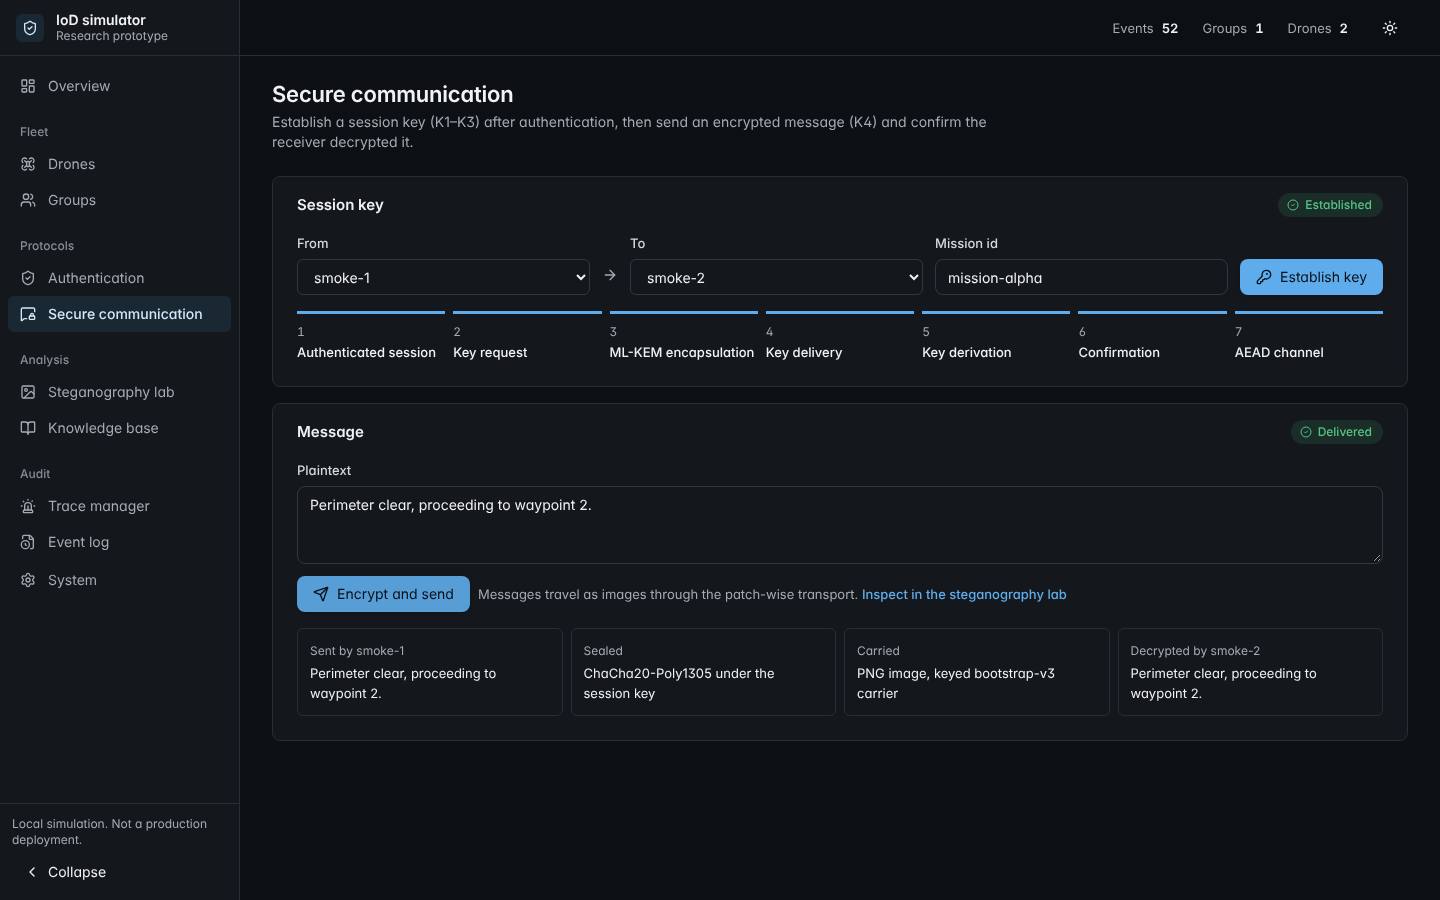 IoD simulator
Research prototype
Events 52 Groups 1 Drones 2
Overview
Fleet
Drones
Groups
Protocols
Authentication
Secure communication
Analysis
Steganography lab
Knowledge base
Audit
Trace manager
Event log
System
Local simulation. Not a production
deployment.
Collapse
Secure communication
Establish a session key (K1–K3) after authentication, then send an encrypted message (K4) and confirm the
receiver decrypted it.
Session key
Established
From
To
Mission id
smoke-1
smoke-2
mission-alpha
Establish key
1
Authenticated session
2
Key request
3
ML-KEM encapsulation
4
Key delivery
5
Key derivation
6
Confirmation
7
AEAD channel
Message
Delivered
Plaintext
Perimeter clear, proceeding to waypoint 2.
Encrypt and send
Messages travel as images through the patch-wise transport. Inspect in the steganography lab
Sent by smoke-1
Perimeter clear, proceeding to
waypoint 2.
Sealed
ChaCha20-Poly1305 under the
session key
Carried
PNG image, keyed bootstrap-v3
carrier
Decrypted by smoke-2
Perimeter clear, proceeding to
waypoint 2.